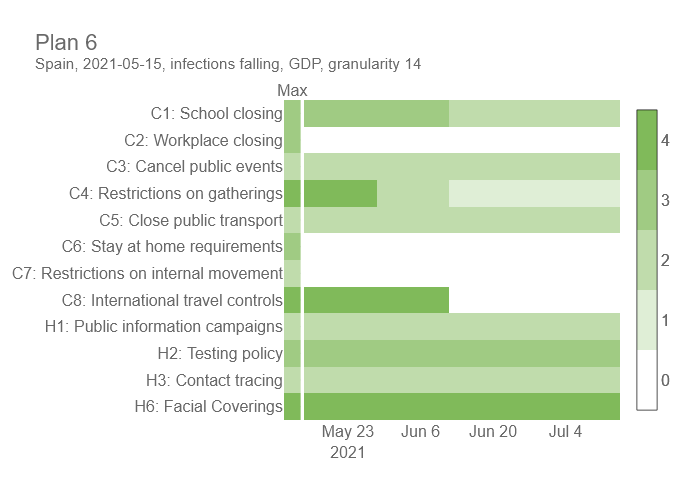 Plan 6
Spain, 2021-05-15, infections falling, GDP, granularity 14
Max
C1: School closing
C2: Workplace closing
C3: Cancel public events
C4: Restrictions on gatherings
C5: Close public transport
C6: Stay at home requirements
C7: Restrictions on internal movement
C8: International travel controls
H1: Public information campaigns
H2: Testing policy
H3: Contact tracing
H6: Facial Coverings
May 23 Jun 6 Jun 20 Jul 4
2021
4
3
2
1
0